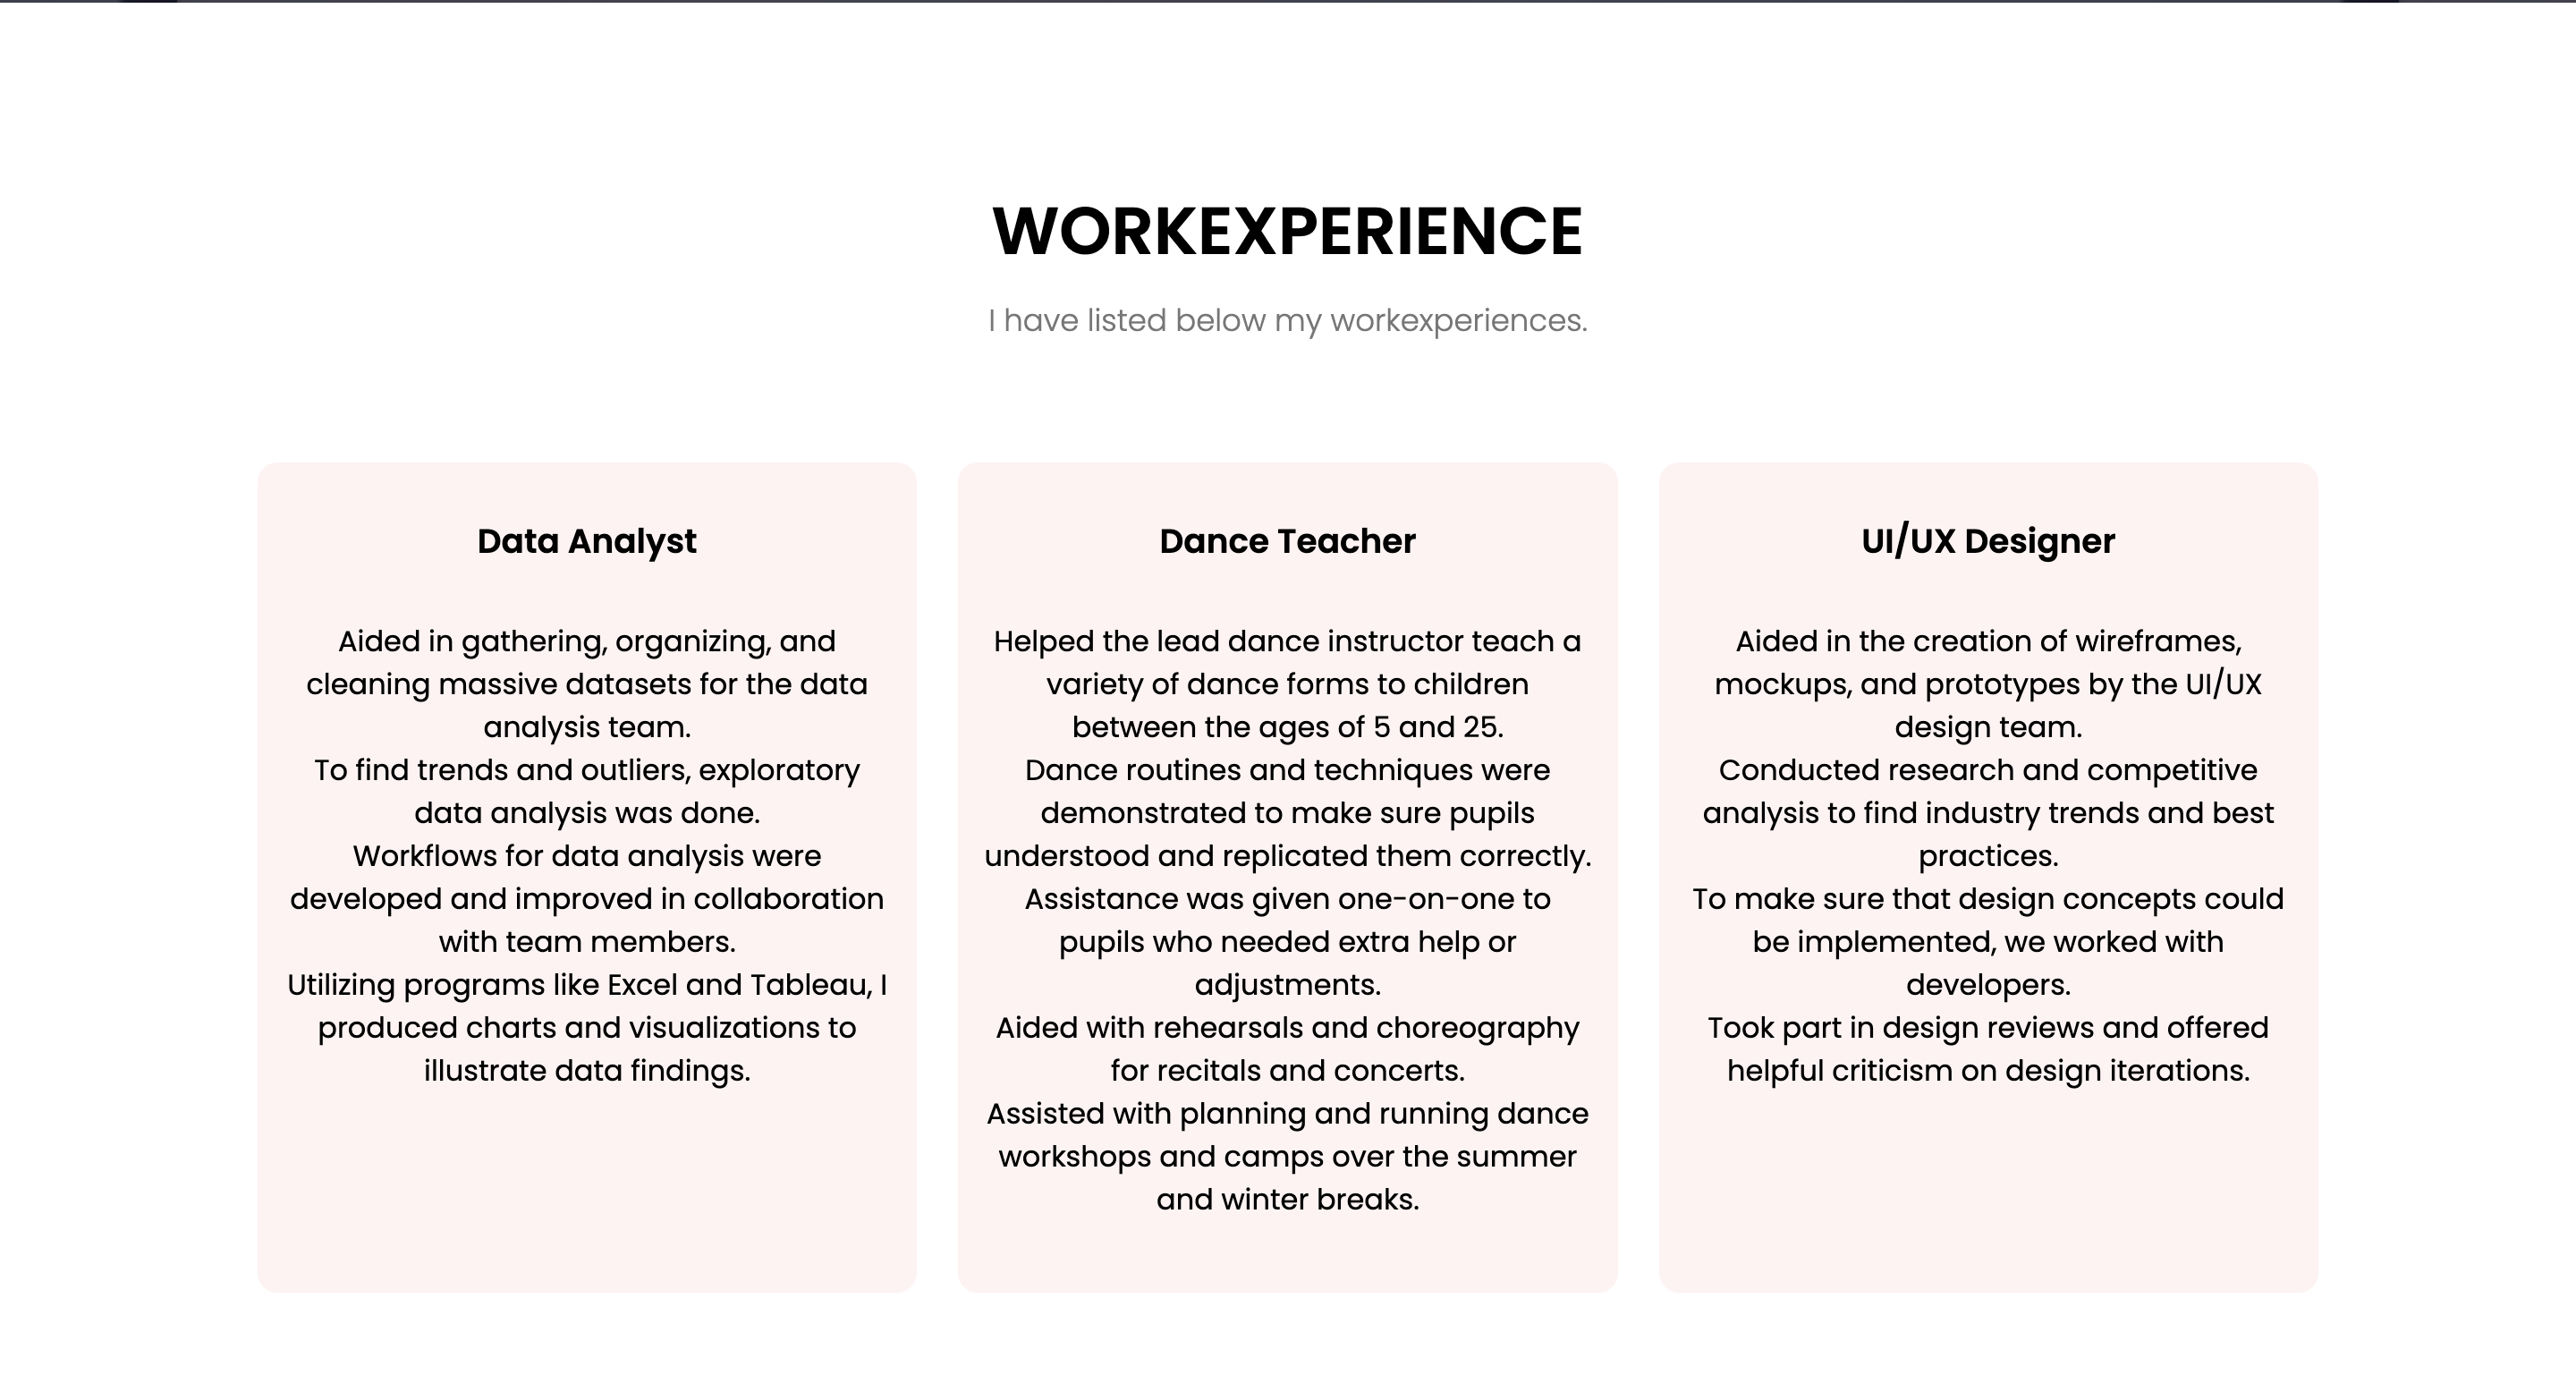 WORKEXPERIENCE
I have listed below my workexperiences.
Data Analyst
Aided in gathering, organizing, and
cleaning massive datasets for the data
analysis team.
To find trends and outliers, exploratory
data analysis was done.
Workflows for data analysis were
developed and improved in collaboration
with team members.
Utilizing programs like Excel and Tableau, I
produced charts and visualizations to
illustrate data findings.
Dance Teacher
Helped the lead dance instructor teach a
variety of dance forms to children
between the ages of 5 and 25.
Dance routines and techniques were
demonstrated to make sure pupils
understood and replicated them correctly.
Assistance was given one-on-one to
pupils who needed extra help or
adjustments.
Aided with rehearsals and choreography
for recitals and concerts.
Assisted with planning and running dance
workshops and camps over the summer
and winter breaks.
UI/UX Designer
Aided in the creation of wireframes,
mockups, and prototypes by the UI/UX
design team.
Conducted research and competitive
analysis to find industry trends and best
practices.
To make sure that design concepts could
be implemented, we worked with
developers.
Took part in design reviews and offered
helpful criticism on design iterations.